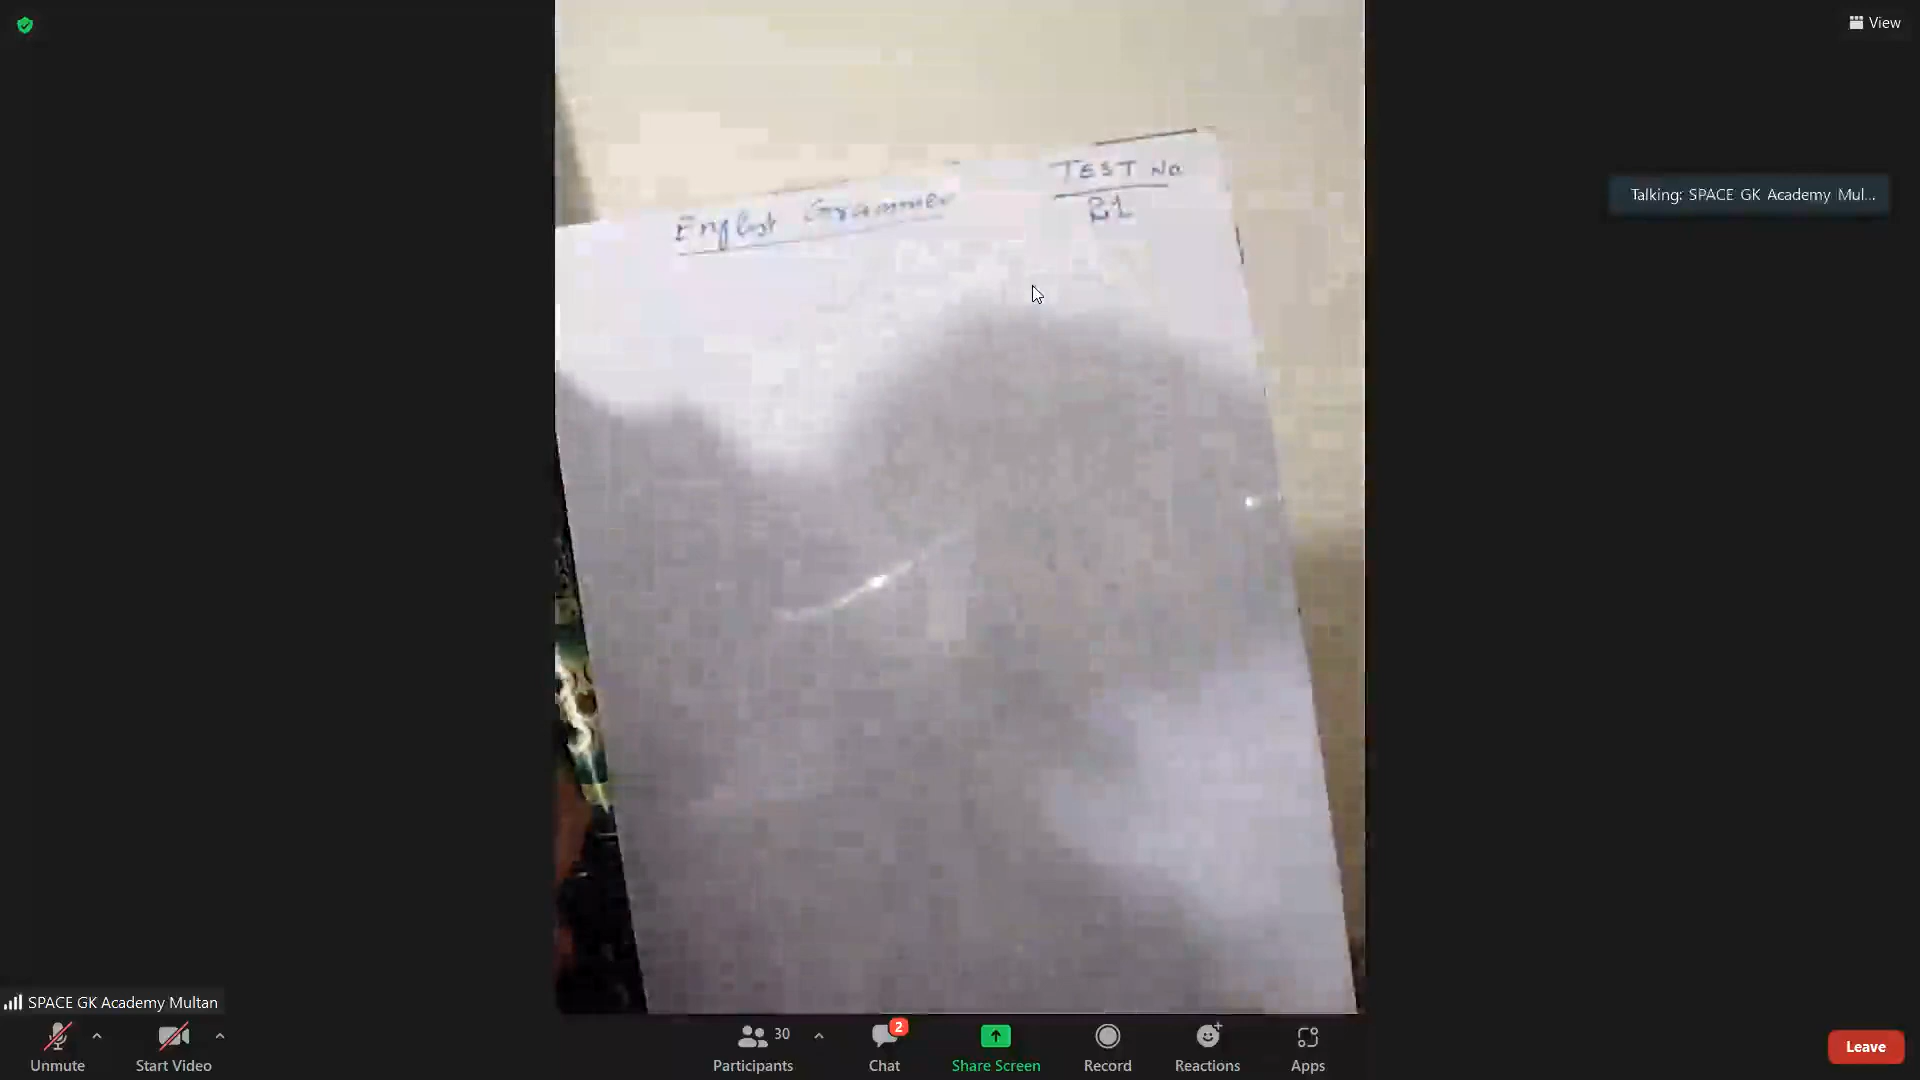 View
Talking: SPACE GK Academy Mul...
TEST No
21
English Grammer
SPACE GK Academy Multan
Unmute
Start Video
30
Participants
2
Chat
Share Screen
Record
Reactions
Apps
Leave